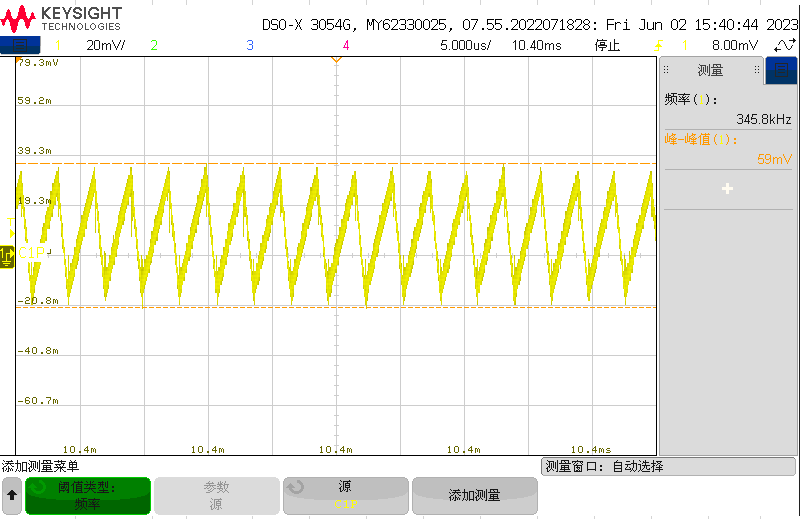 KEYSIGHT
TECHNOLOGIES
DSO-X 3054G, MY62330025, 07.55.2022071828: Fri Jun 02 15:40:44 2023
1 20mV/ 2 3 4 5.000us/ 10.40ms 停止 1 8.00mV
79.3mV
59.2m
39.3m
19.3m
T
1 C1P
-20.8m
-40.8m
-60.7m
10.4m 10.4m 10.4m 10.4m 10.4ms
测量
频率( ):
345.8kHz
峰-峰值( ):
59mV
+
添加测量菜单
测量窗口: 自动选择
阈值类型:
频率
参数
源
源
C1P
添加测量